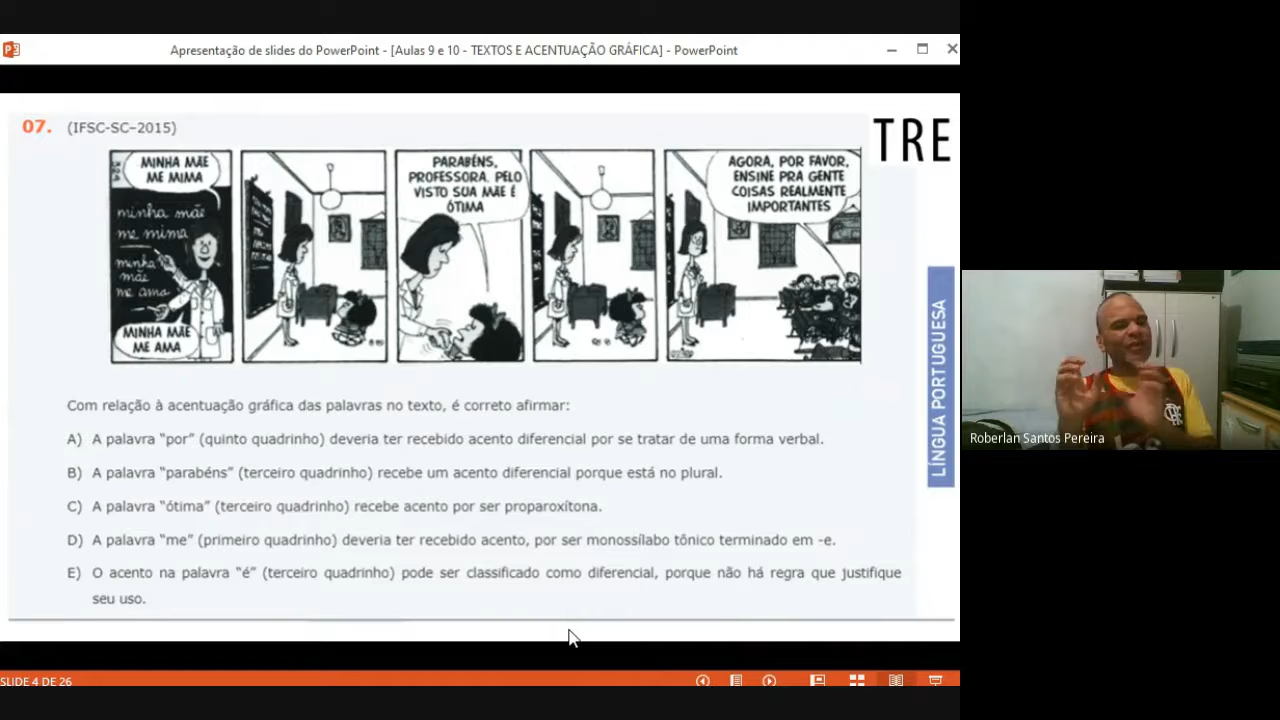 Apresentação de slides do PowerPoint - [Aulas 9 e 10 - TEXTOS E ACENTUAÇÃO GRÁFICA] - PowerPoint
07. (IFSC-SC–2015)
TRE
MINHA MÃE
ME MIMA
minha mãe
me mima
minha
mãe
me ama
MINHA MÃE
ME AMA
PARABÉNS,
PROFESSORA. PELO
VISTO SUA MÃE É
ÓTIMA
AGORA, POR FAVOR,
ENSINE PRA GENTE
COISAS REALMENTE
IMPORTANTES
Com relação à acentuação gráfica das palavras no texto, é correto afirmar:
A) A palavra “por” (quinto quadrinho) deveria ter recebido acento diferencial por se tratar de uma forma verbal.
B) A palavra “parabéns” (terceiro quadrinho) recebe um acento diferencial porque está no plural.
C) A palavra “ótima” (terceiro quadrinho) recebe acento por ser proparoxítona.
D) A palavra “me” (primeiro quadrinho) deveria ter recebido acento, por ser monossílabo tônico terminado em -e.
E) O acento na palavra “é” (terceiro quadrinho) pode ser classificado como diferencial, porque não há regra que justifique
seu uso.
LÍNGUA PORTUGUESA
Roberlan Santos Pereira
SLIDE 4 DE 26